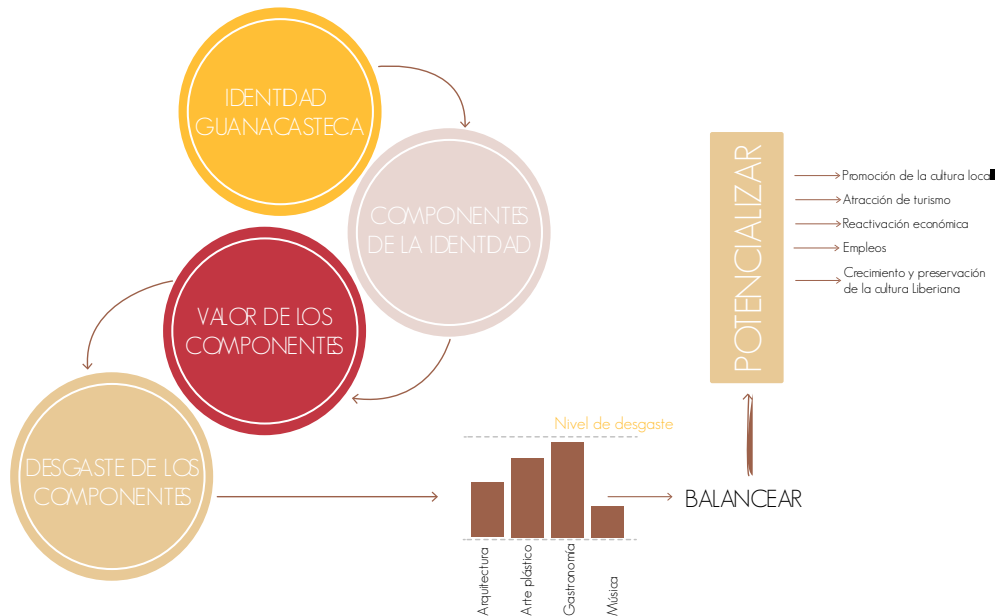 IDENTIDAD
GUANACASTECA
COMPONENTES
DE LA IDENTIDAD
VALOR DE LOS
COMPONENTES
DESGASTE DE LOS
COMPONENTES
Nivel de desgaste
Arquitectura
Arte plástico
Gastronomía
Música
BALANCEAR
POTENCIALIZAR
Promoción de la cultura local
Atracción de turismo
Reactivación económica
Empleos
Crecimiento y preservación
de la cultura Liberiana